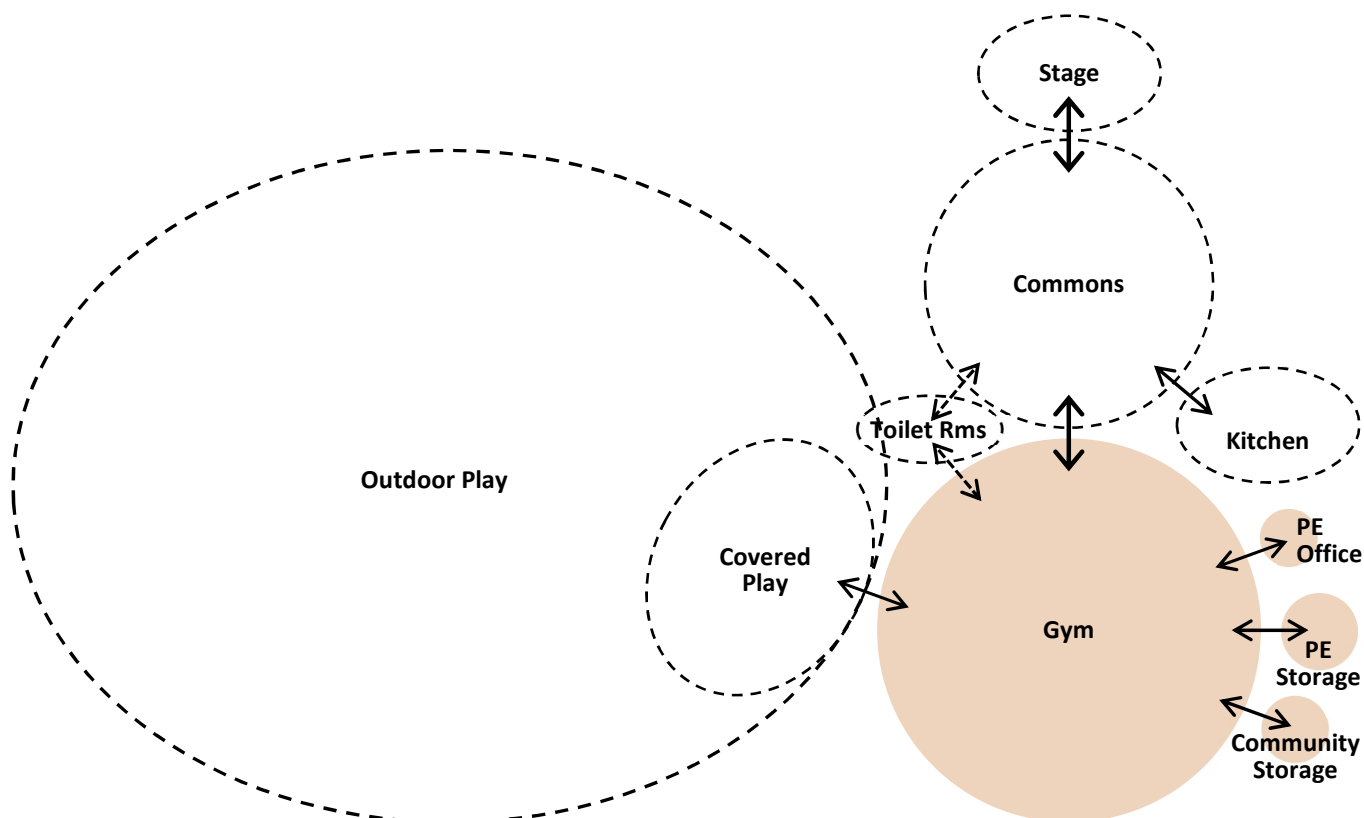 Stage
Commons
Toilet Rms
Kitchen
Outdoor Play
PE
Office
Covered
Play
Gym
PE
Storage
Community
Storage